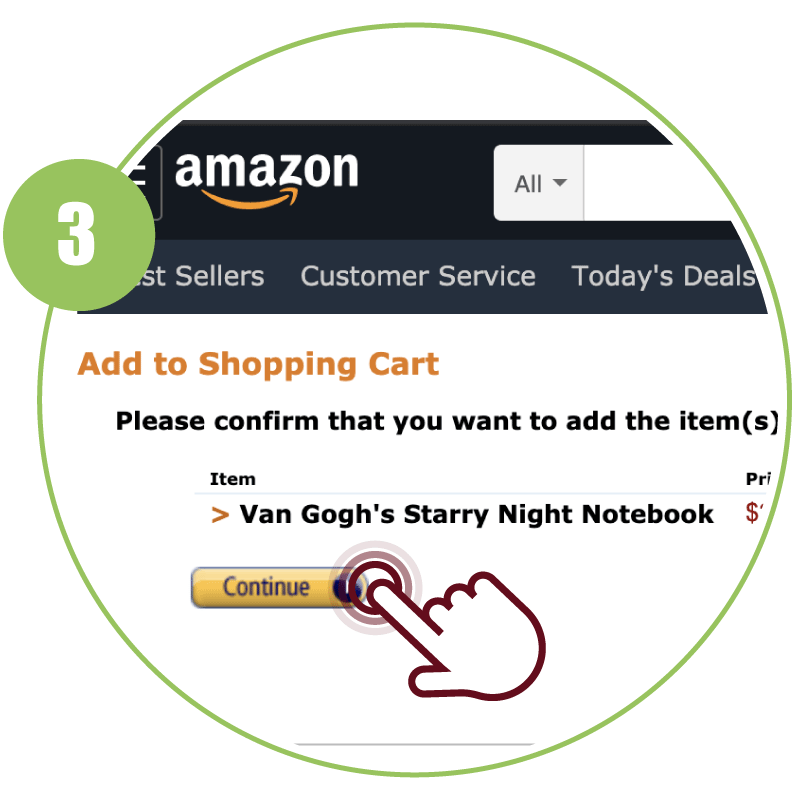 3
amazon
All
Sellers Customer Service Today's Deals
Add to Shopping Cart
Please confirm that you want to add the item(s)
Item
> Van Gogh's Starry Night Notebook $
Continue